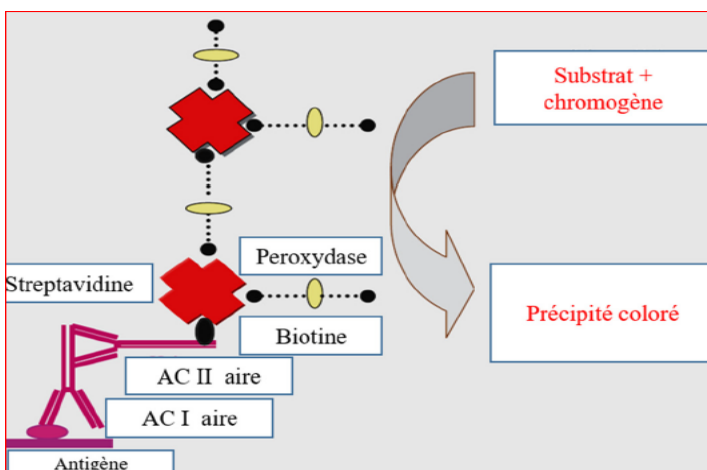 Substrat +
chromogène
Peroxydase
Streptavidine
Biotine
Précipité coloré
AC II aire
AC I aire
Antigène